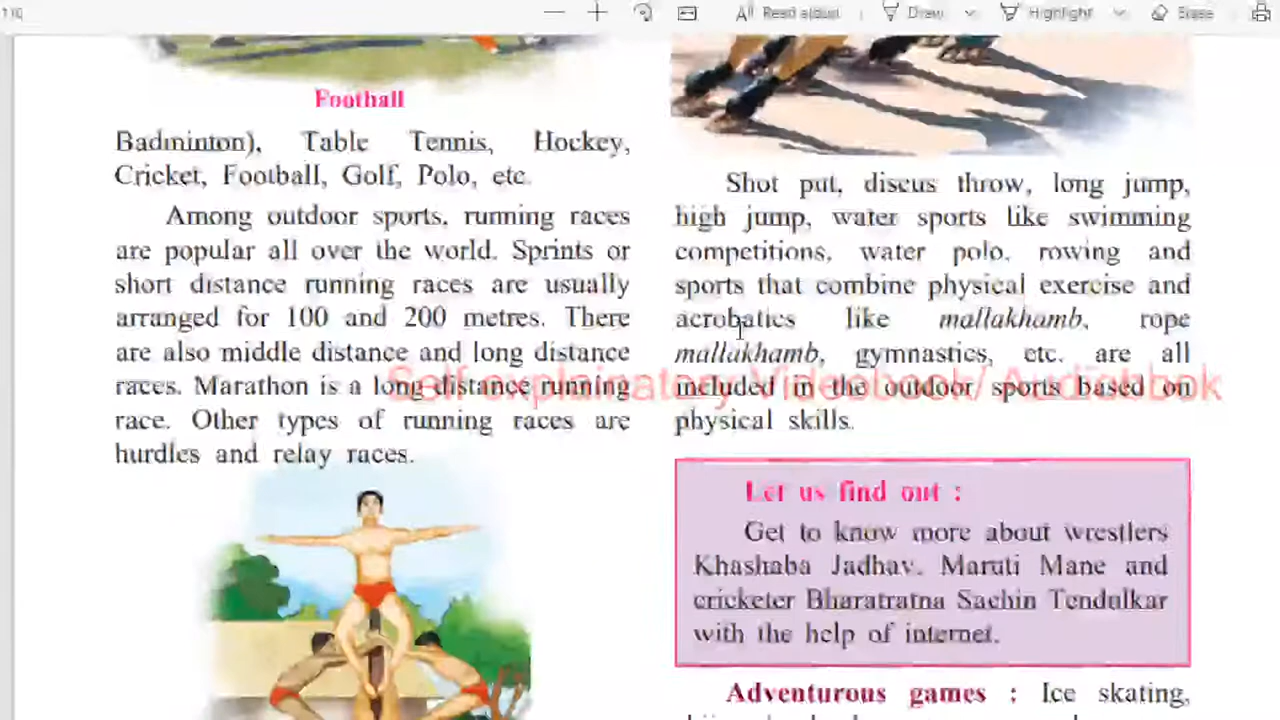 Read aloud
Draw
Highlight
Erase
Football
Badminton), Table Tennis, Hockey,
Cricket, Football, Golf, Polo, etc.
Among outdoor sports, running races
are popular all over the world. Sprints or
short distance running races are usually
arranged for 100 and 200 metres. There
are also middle distance and long distance
races. Marathon is a long distance running
race. Other types of running races are
hurdles and relay races.
Shot put, discus throw, long jump,
high jump, water sports like swimming
competitions, water polo, rowing and
sports that combine physical exercise and
acrobatics like mallakhamb, rope
mallakhamb, gymnastics, etc. are all
included in the outdoor sports based on
physical skills.
Self explainatory Videobook/ Audiobook
Let us find out :
Get to know more about wrestlers
Khashaba Jadhav, Maruti Mane and
cricketer Bharatratna Sachin Tendulkar
with the help of internet.
Adventurous games : Ice skating,